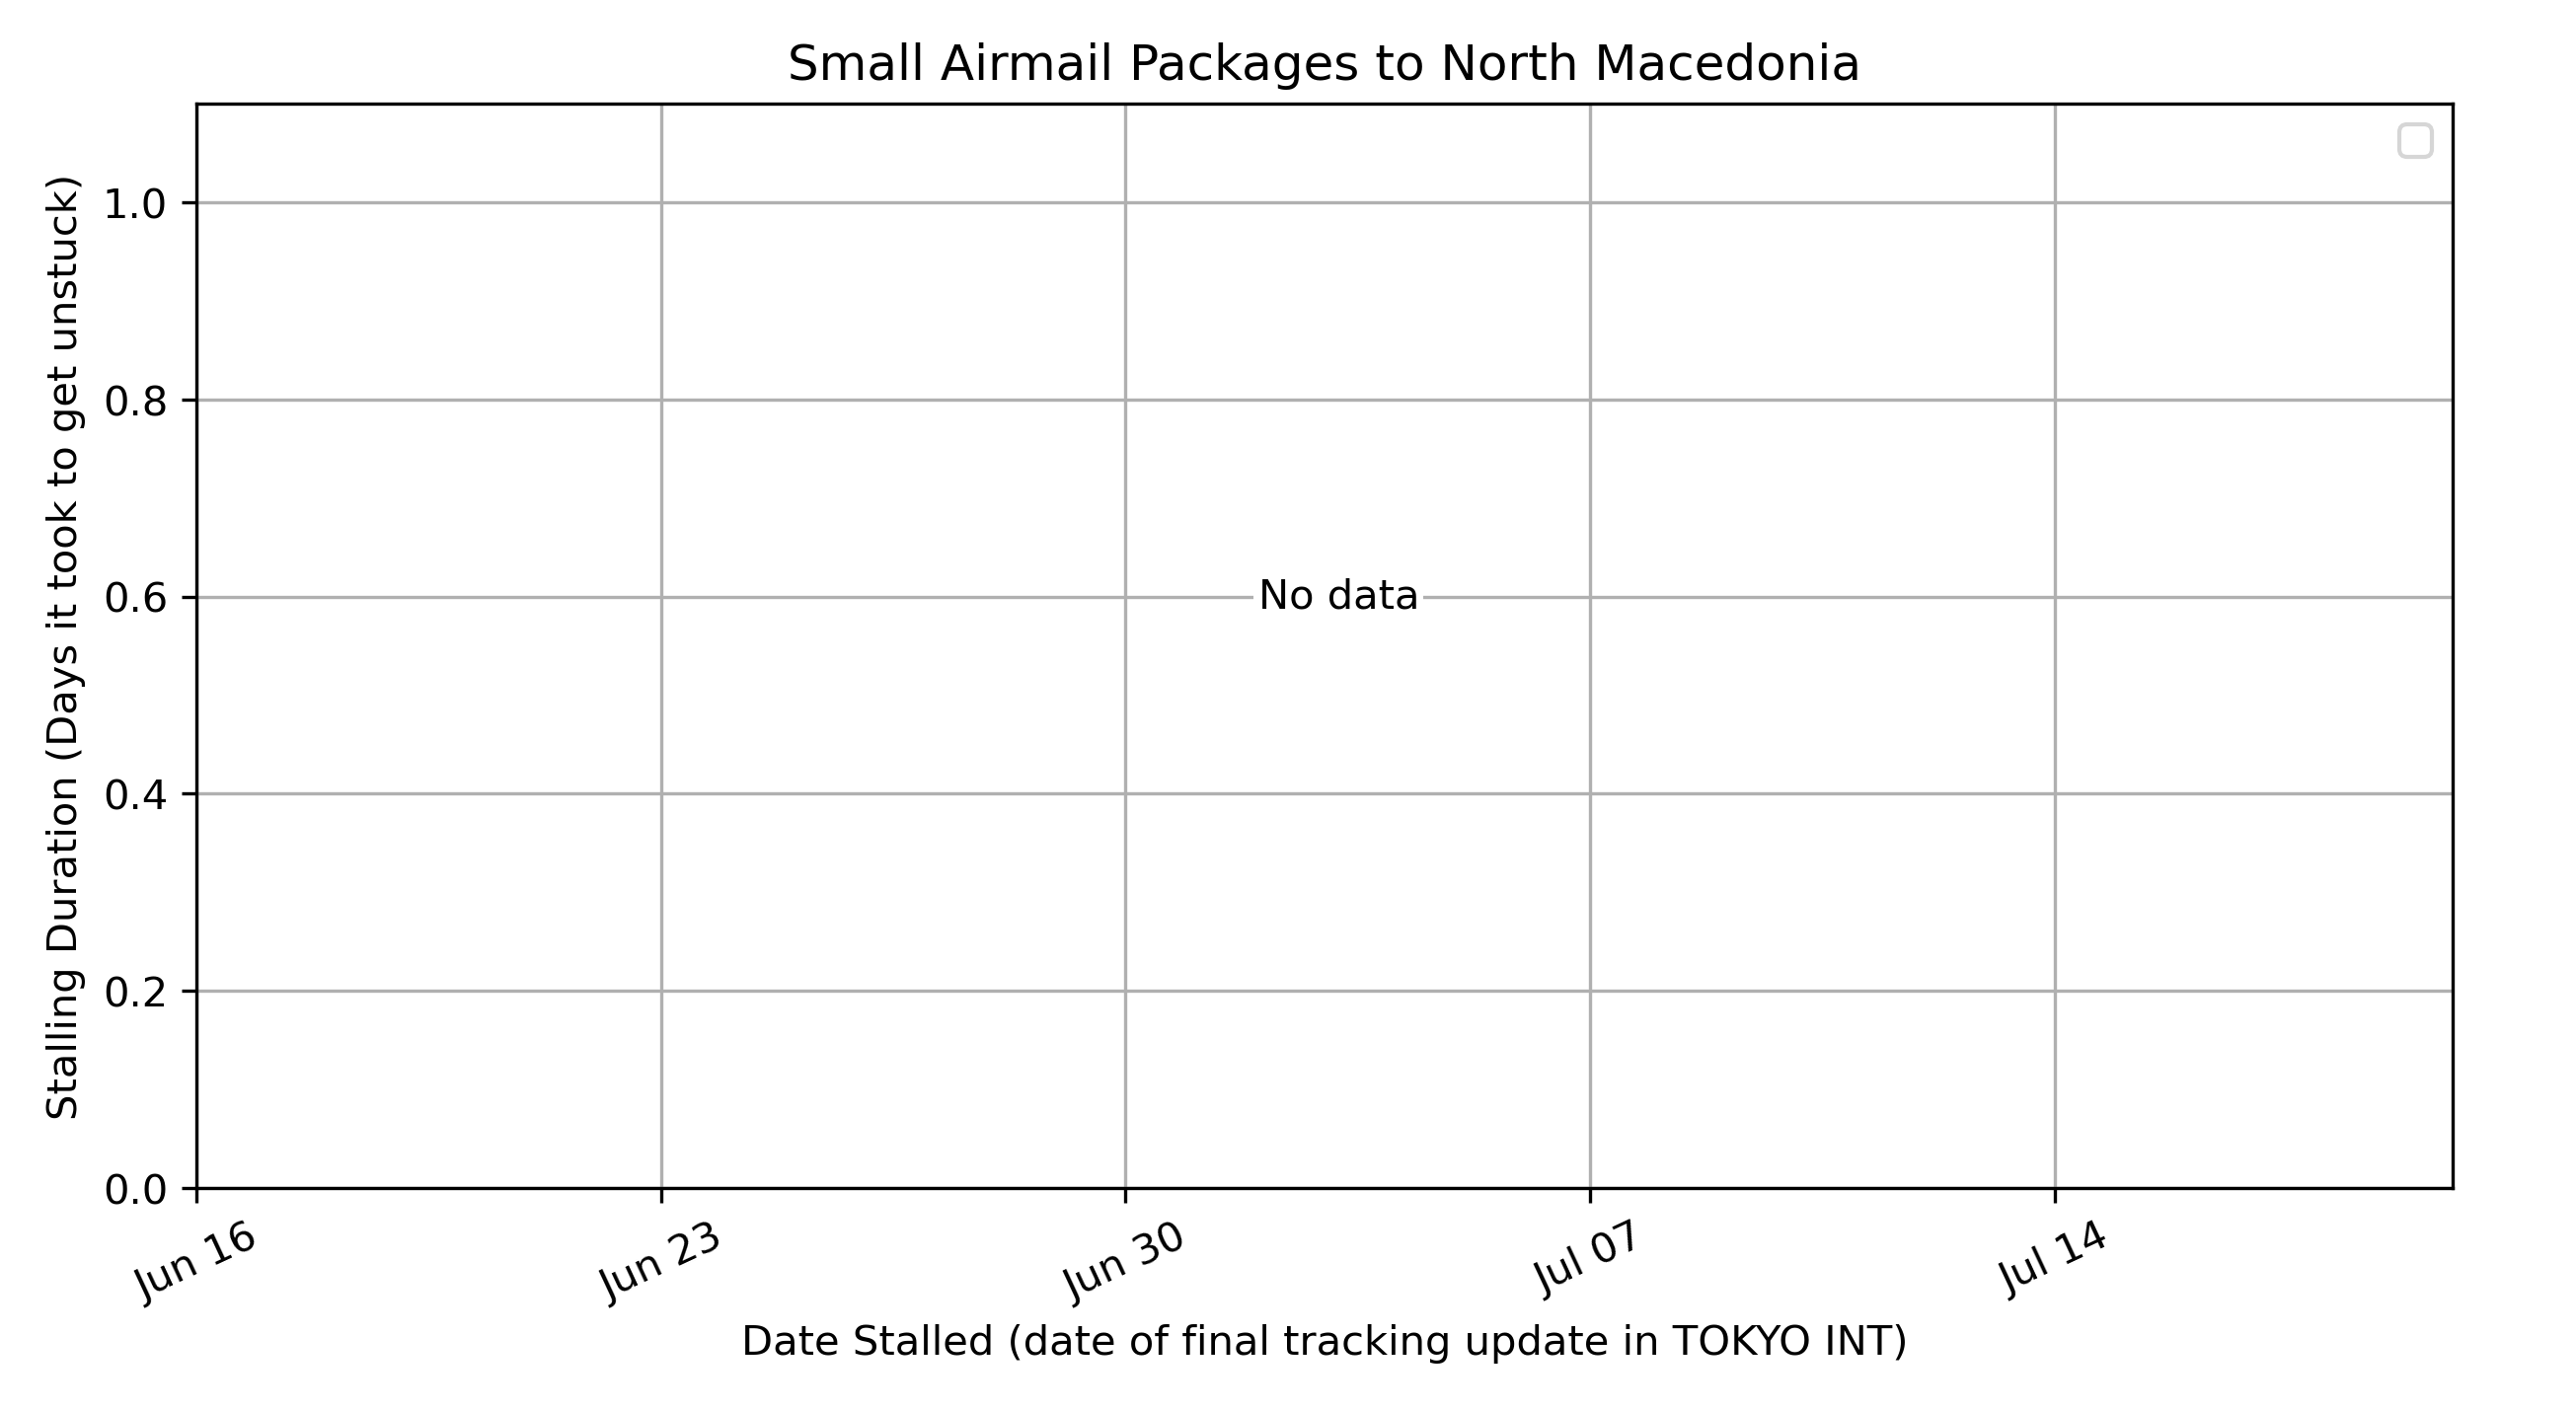 Small Airmail Packages to North Macedonia
Stalling Duration (Days it took to get unstuck)
1.0
0.8
0.6
0.4
0.2
0.0
No data
Jun 16
Jun 23
Jun 30
Jul 07
Jul 14
Date Stalled (date of final tracking update in TOKYO INT)